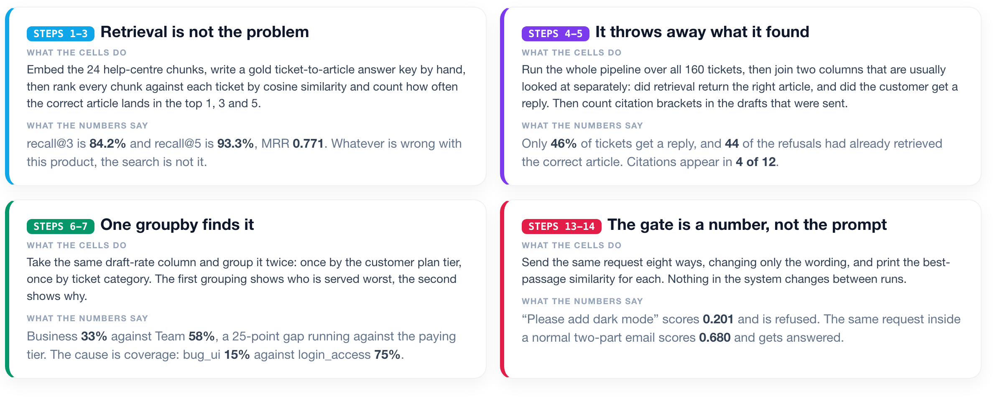 STEPS 1–3 Retrieval is not the problem
WHAT THE CELLS DO
Embed the 24 help-centre chunks, write a gold ticket-to-article answer key by hand,
then rank every chunk against each ticket by cosine similarity and count how often
the correct article lands in the top 1, 3 and 5.
WHAT THE NUMBERS SAY
recall@3 is 84.2% and recall@5 is 93.3%, MRR 0.771. Whatever is wrong with
this product, the search is not it.
STEPS 4–5 It throws away what it found
WHAT THE CELLS DO
Run the whole pipeline over all 160 tickets, then join two columns that are usually
looked at separately: did retrieval return the right article, and did the customer get a
reply. Then count citation brackets in the drafts that were sent.
WHAT THE NUMBERS SAY
Only 46% of tickets get a reply, and 44 of the refusals had already retrieved
the correct article. Citations appear in 4 of 12.
STEPS 6–7 One groupby finds it
WHAT THE CELLS DO
Take the same draft-rate column and group it twice: once by the customer plan tier,
once by ticket category. The first grouping shows who is served worst, the second
shows why.
WHAT THE NUMBERS SAY
Business 33% against Team 58%, a 25-point gap running against the paying
tier. The cause is coverage: bug_ui 15% against login_access 75%.
STEPS 13–14 The gate is a number, not the prompt
WHAT THE CELLS DO
Send the same request eight ways, changing only the wording, and print the best-
passage similarity for each. Nothing in the system changes between runs.
WHAT THE NUMBERS SAY
“Please add dark mode” scores 0.201 and is refused. The same request inside
a normal two-part email scores 0.680 and gets answered.